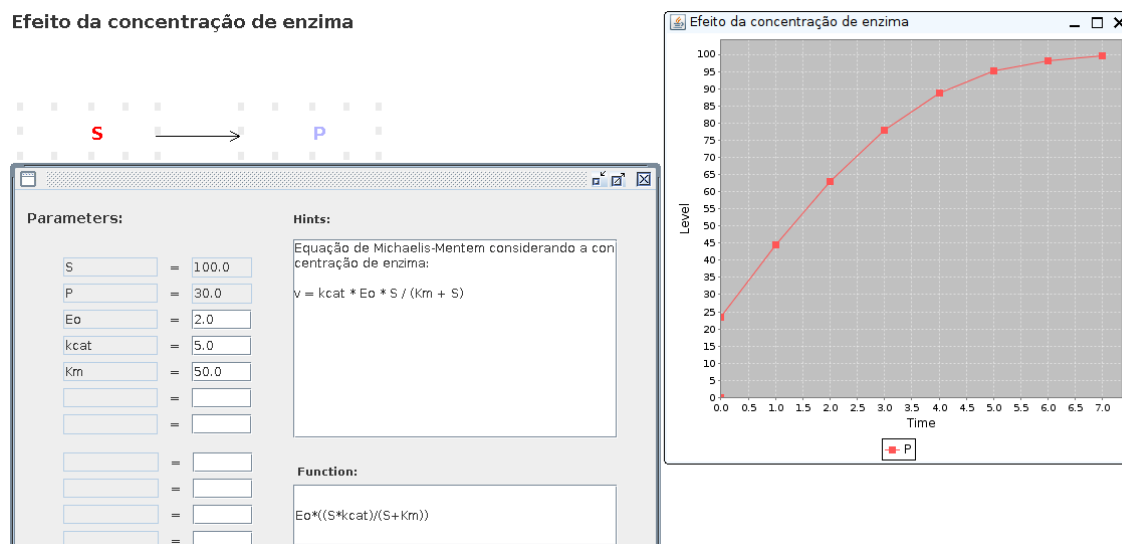 Efeito da concentração de enzima
S
P
Parameters:
S = 100.0
P = 30.0
Eo = 2.0
kcat = 5.0
Km = 50.0
=
=
=
=
=
=
Hints:
Equação de Michaelis-Mentem considerando a con
centração de enzima:
v = kcat * Eo * S / (Km + S)
Function:
Eo*((S*kcat)/(S+Km))
Efeito da concentração de enzima
Level
100
95
90
85
80
75
70
65
60
55
50
45
40
35
30
25
20
15
10
5
0
0.0 0.5 1.0 1.5 2.0 2.5 3.0 3.5 4.0 4.5 5.0 5.5 6.0 6.5 7.0
Time
P